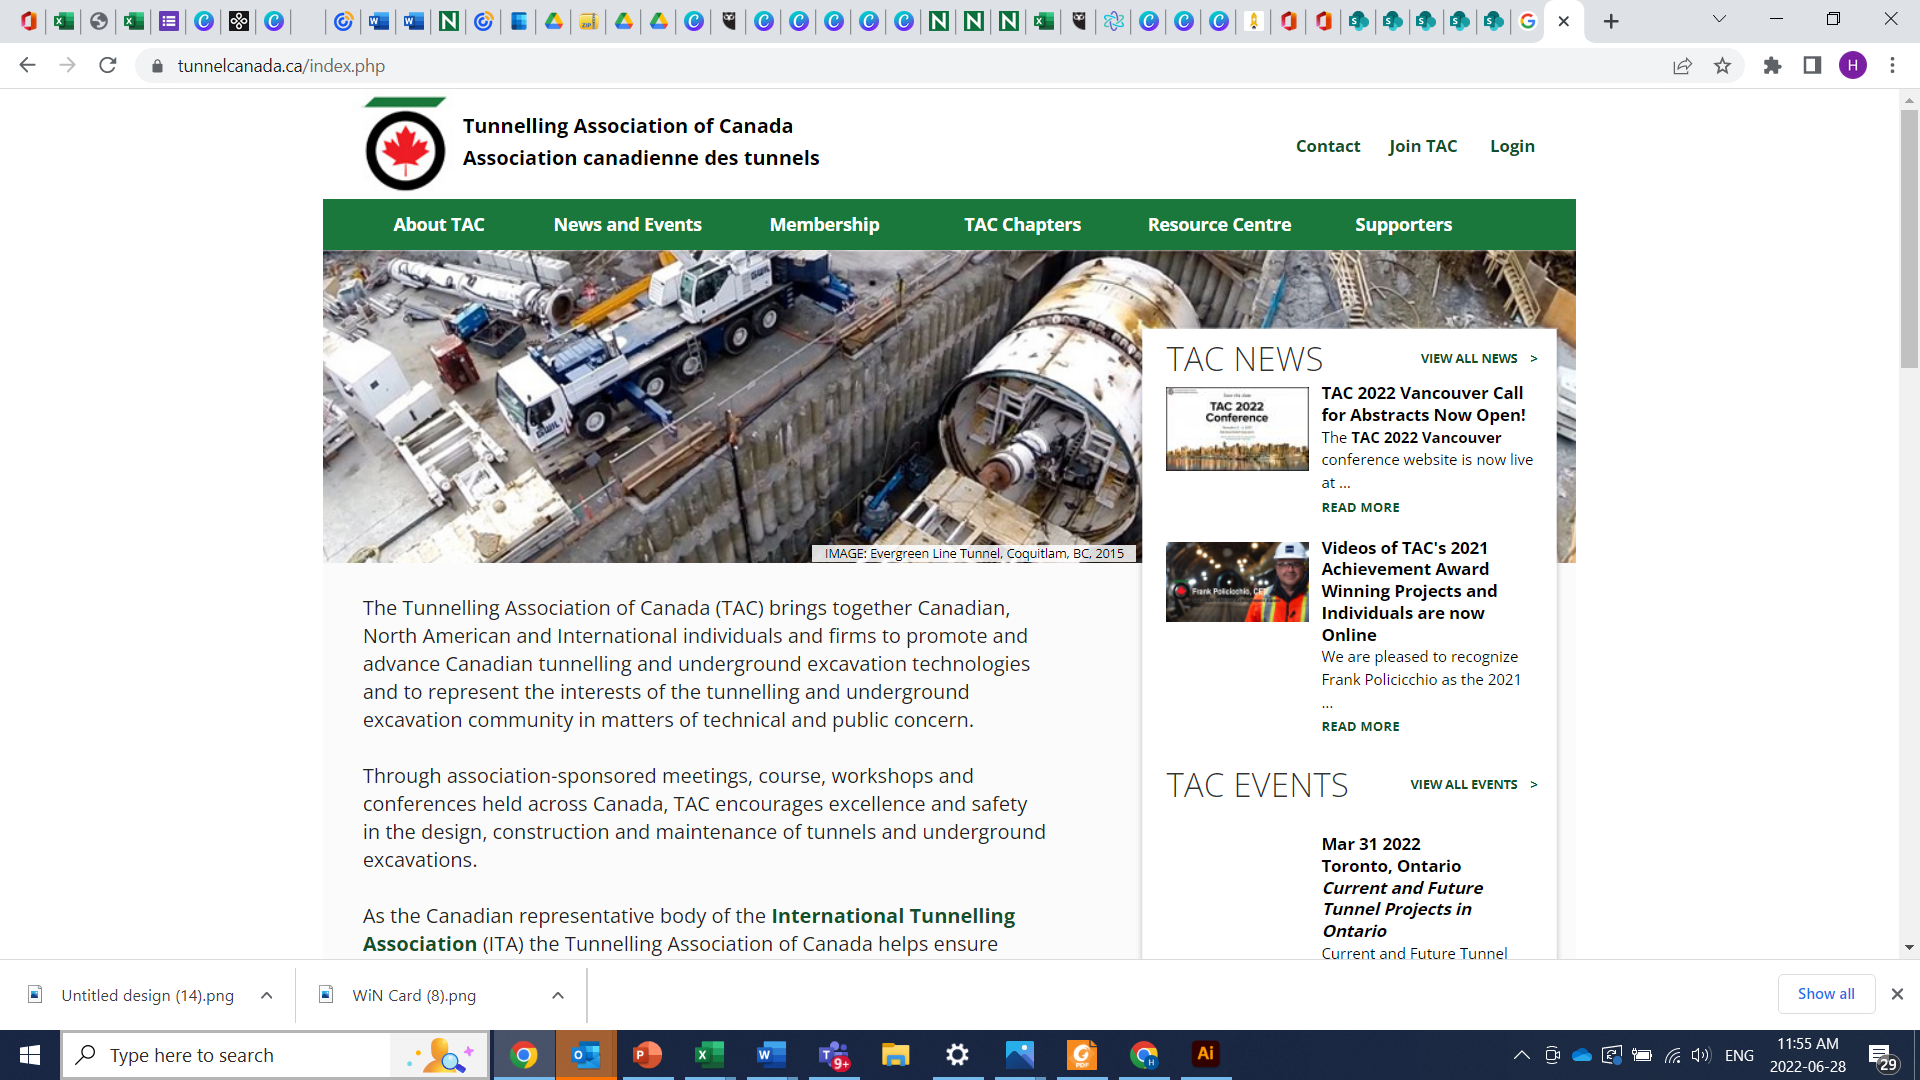 tunnelcanada.ca/index.php
H
Tunnelling Association of Canada
Association canadienne des tunnels
Contact
Join TAC
Login
About TAC
News and Events
Membership
TAC Chapters
Resource Centre
Supporters
IMAGE: Evergreen Line Tunnel, Coquitlam, BC, 2015
The Tunnelling Association of Canada (TAC) brings together Canadian,
North American and International individuals and firms to promote and
advance Canadian tunnelling and underground excavation technologies
and to represent the interests of the tunnelling and underground
excavation community in matters of technical and public concern.
Through association-sponsored meetings, course, workshops and
conferences held across Canada, TAC encourages excellence and safety
in the design, construction and maintenance of tunnels and underground
excavations.
As the Canadian representative body of the International Tunnelling
Association (ITA) the Tunnelling Association of Canada helps ensure
TAC NEWS
VIEW ALL NEWS >
TAC 2022
Conference
TAC 2022 Vancouver Call
for Abstracts Now Open!
The TAC 2022 Vancouver
conference website is now live
at ...
READ MORE
Frank Policicchio, CEP
Videos of TAC's 2021
Achievement Award
Winning Projects and
Individuals are now
Online
We are pleased to recognize
Frank Policicchio as the 2021
...
READ MORE
TAC EVENTS
VIEW ALL EVENTS >
Mar 31 2022
Toronto, Ontario
Current and Future
Tunnel Projects in
Ontario
Current and Future Tunnel
Untitled design (14).png
WiN Card (8).png
Show all
Type here to search
9+
Ai
ENG
11:55 AM
2022-06-28
29